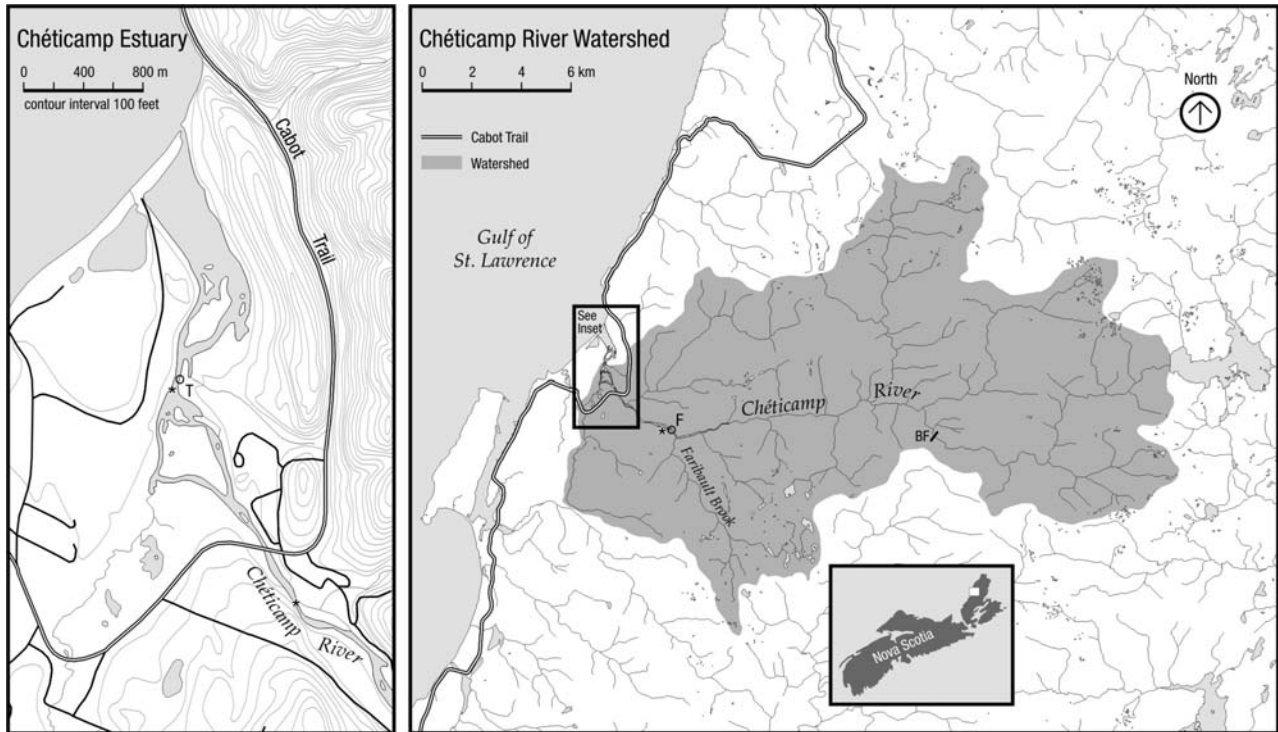 Chéticamp Estuary
0 400 800 m
contour interval 100 feet
Cabot
Trail
T
*
Chéticamp
River
*
Chéticamp River Watershed
0 2 4 6 km
Cabot Trail
Watershed
North
Gulf of
St. Lawrence
See
Inset
* F
Chéticamp River
BF
Faribault Brook
Nova Scotia